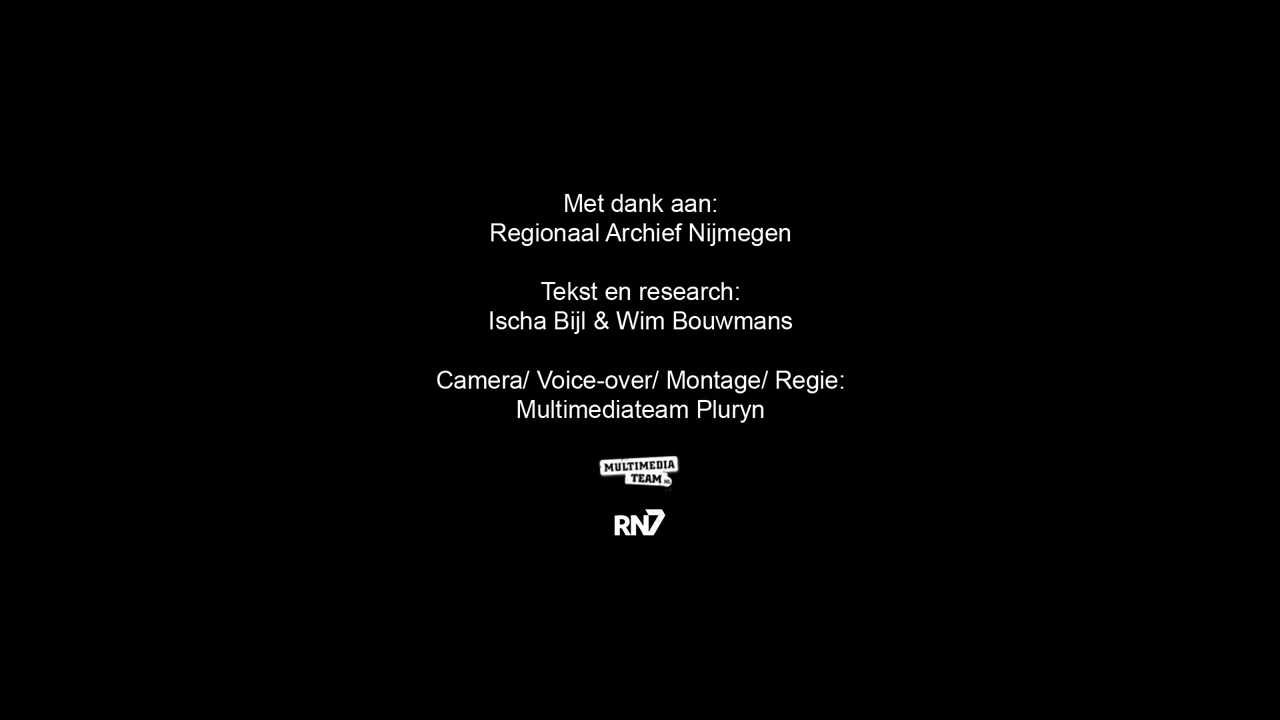 Met dank aan:
Regionaal Archief Nijmegen
Tekst en research:
Ischa Bijl & Wim Bouwmans
Camera/ Voice-over/ Montage/ Regie:
Multimediateam Pluryn
MULTIMEDIA
TEAM.NL
RN7